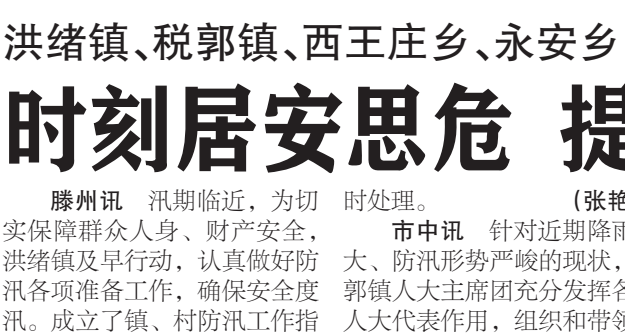 洪绪镇、税郭镇、西王庄乡、永安乡
时刻居安思危 提
滕州讯 汛期临近，为切
实保障群众人身、财产安全，
洪绪镇及早行动，认真做好防
汛各项准备工作，确保安全度
汛。成立了镇、村防汛工作指
时处理。 （张艳
市中讯 针对近期降雨
大、防汛形势严峻的现状，
郭镇人大主席团充分发挥各
人大代表作用，组织和带领